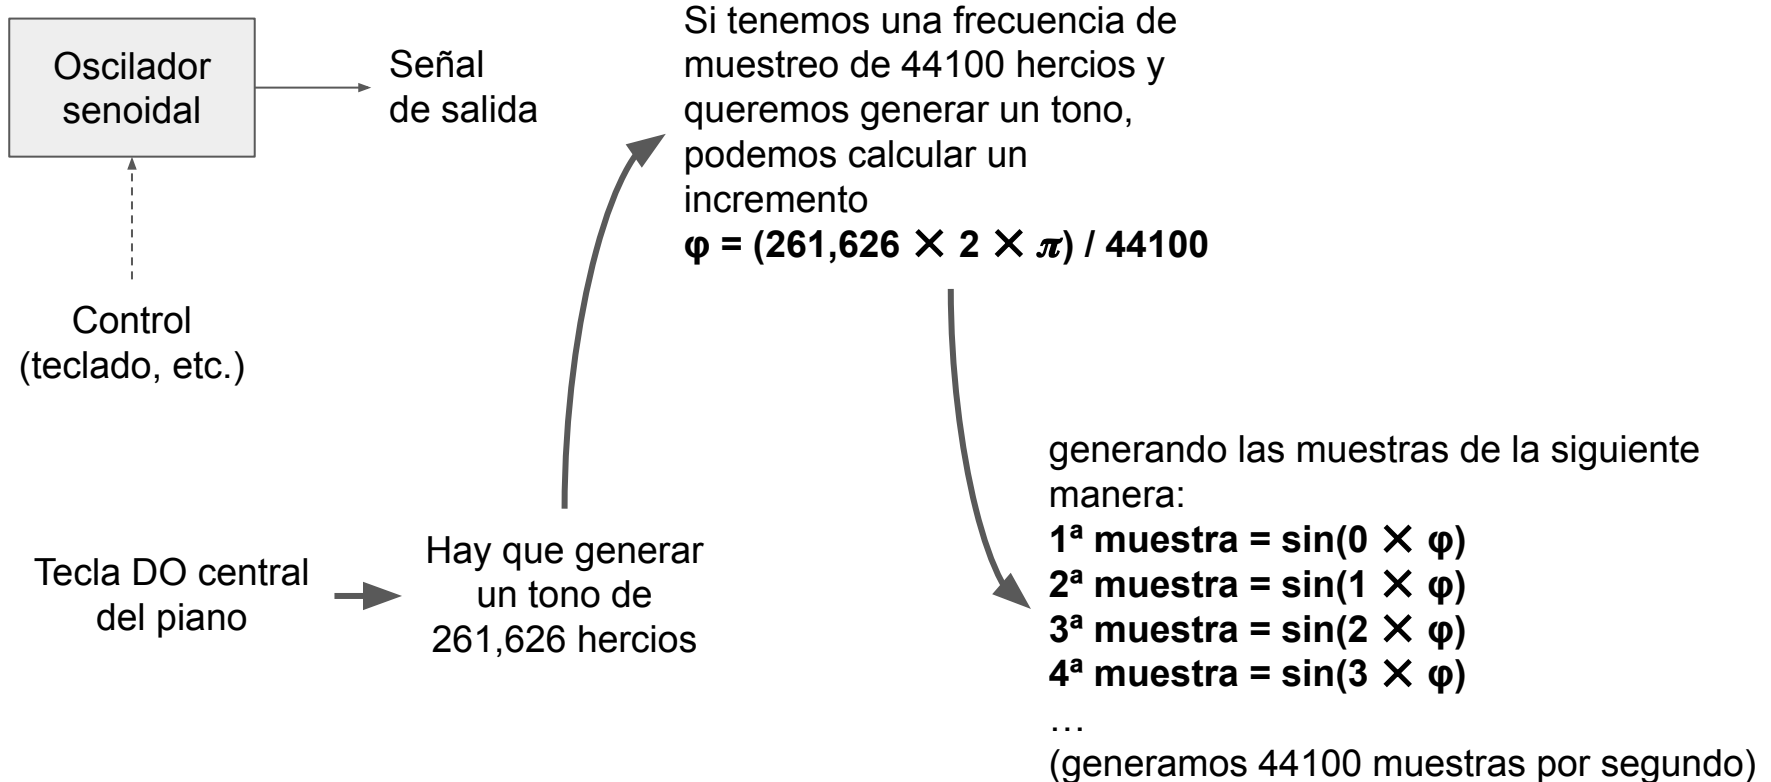 Oscilador
senoidal
Señal
de salida
Control
(teclado, etc.)
Tecla DO central
del piano
Hay que generar
un tono de
261,626 hercios
Si tenemos una frecuencia de
muestreo de 44100 hercios y
queremos generar un tono,
podemos calcular un
incremento
φ = (261,626 × 2 × π) / 44100
generando las muestras de la siguiente
manera:
1ª muestra = sin(0 × φ)
2ª muestra = sin(1 × φ)
3ª muestra = sin(2 × φ)
4ª muestra = sin(3 × φ)
…
(generamos 44100 muestras por segundo)